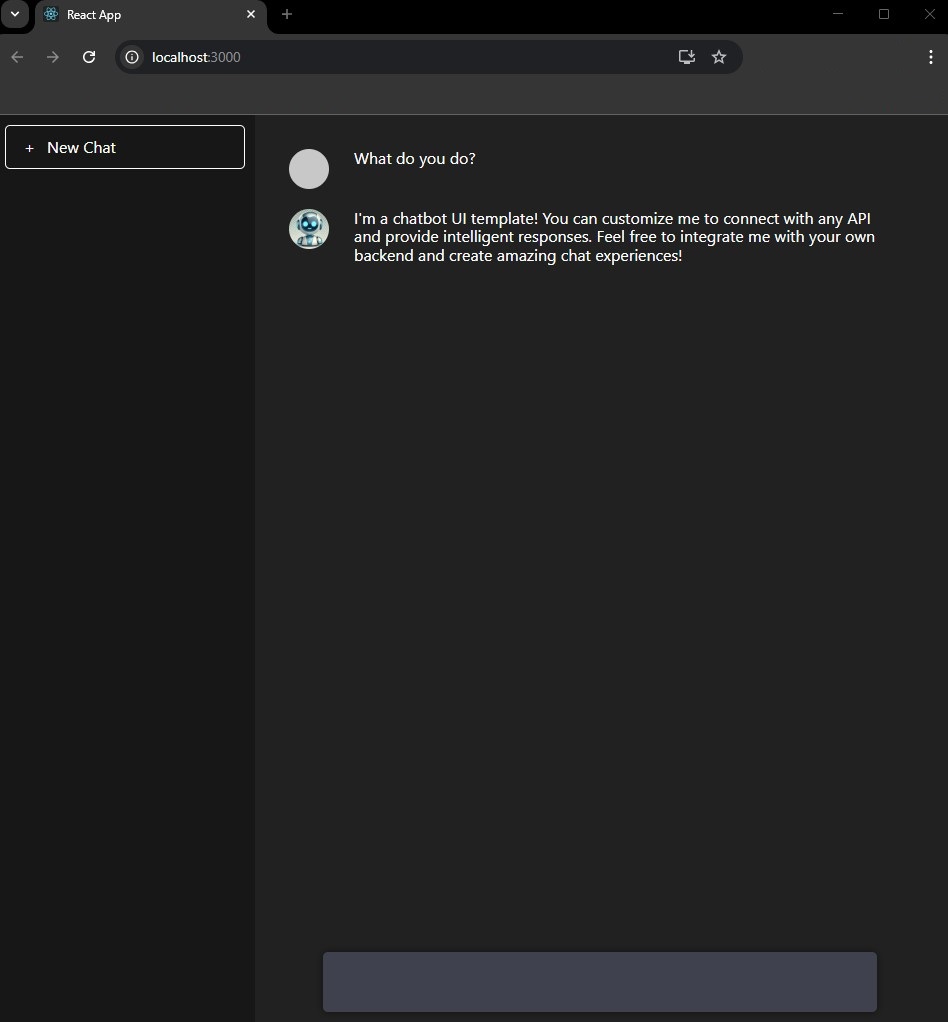 React App
localhost:3000
+ New Chat
What do you do?
I'm a chatbot UI template! You can customize me to connect with any API
and provide intelligent responses. Feel free to integrate me with your own
backend and create amazing chat experiences!